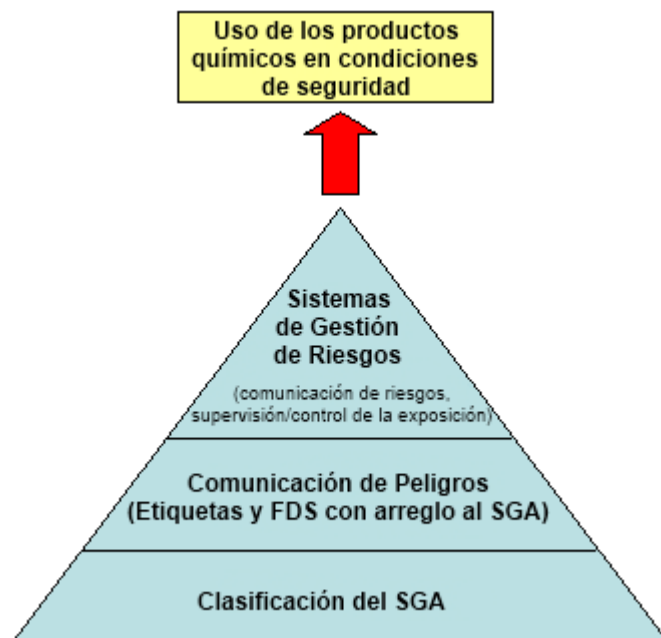 Uso de los productos
químicos en condiciones
de seguridad
Sistemas
de Gestión
de Riesgos
(comunicación de riesgos,
supervisión/control de la exposición)
Comunicación de Peligros
(Etiquetas y FDS con arreglo al SGA)
Clasificación del SGA